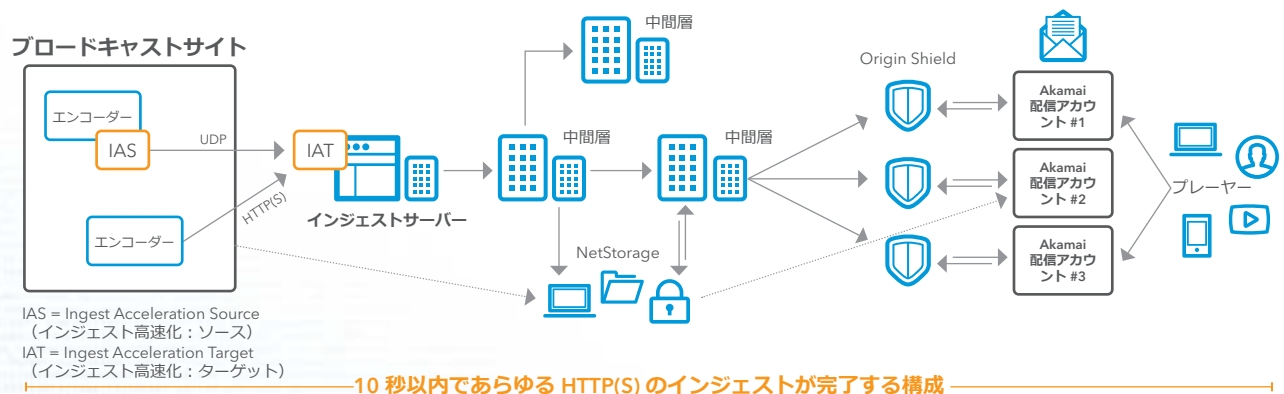 ブロードキャストサイト
エンコーダー
IAS
UDP
IAT
HTTP(S)
エンコーダー
インジェストサーバー
中間層
中間層
中間層
NetStorage
Origin Shield
Akamai
配信アカウ
ント #1
Akamai
配信アカウ
ント #2
Akamai
配信アカウ
ント #3
プレーヤー
IAS = Ingest Acceleration Source
（インジェスト高速化：ソース）
IAT = Ingest Acceleration Target
（インジェスト高速化：ターゲット）
10 秒以内であらゆる HTTP(S) のインジェストが完了する構成